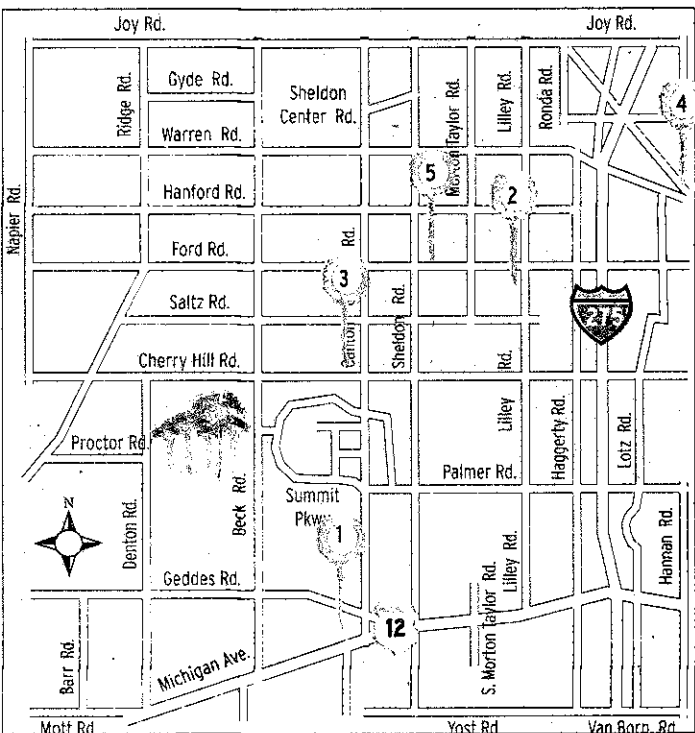 Joy Rd.
Joy Rd.
Gyde Rd.
Sheldon
Center Rd.
Ridge Rd.
Morton Taylor Rd.
Lilley Rd.
Ronda Rd.
4
Warren Rd.
5
2
Hanford Rd.
Napier Rd.
Ford Rd.
3
Canton Rd.
Sheldon Rd.
Saltz Rd.
275
Cherry Hill Rd.
Lilley Rd.
Haggerty Rd.
Lotz Rd.
Proctor Rd.
Palmer Rd.
Beck Rd.
Summit
Pkwy
1
N
Denton Rd.
Hannan Rd.
Geddes Rd.
Lilley Rd.
S. Morton Taylor Rd.
12
Barr Rd.
Michigan Ave.
Mott Rd
Yost Rd
Van Born Rd